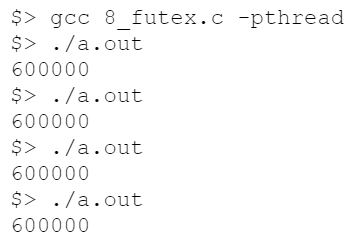 $> gcc 8_futex.c -pthread
$> ./a.out
600000
$> ./a.out
600000
$> ./a.out
600000
$> ./a.out
600000